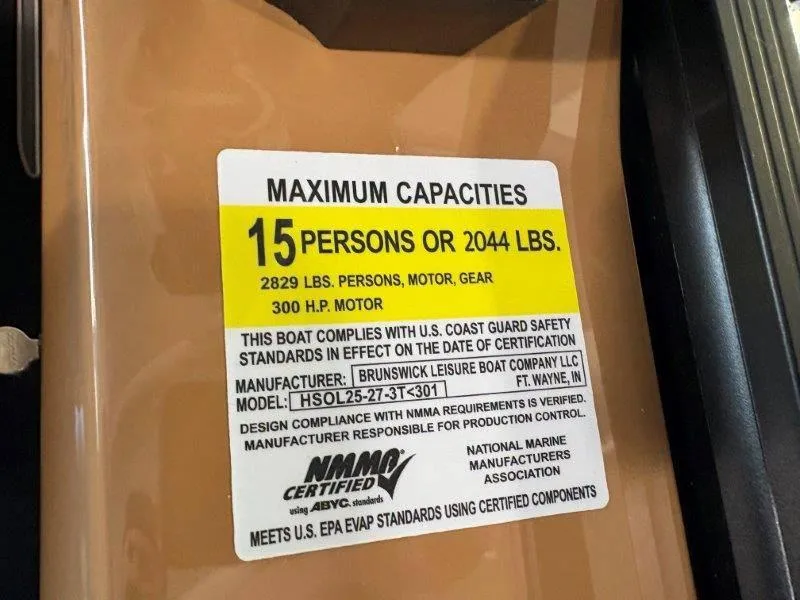 MAXIMUM CAPACITIES
15 PERSONS OR 2044 LBS.
2829 LBS. PERSONS, MOTOR, GEAR
300 H.P. MOTOR
THIS BOAT COMPLIES WITH U.S. COAST GUARD SAFETY
STANDARDS IN EFFECT ON THE DATE OF CERTIFICATION
MANUFACTURER: BRUNSWICK LEISURE BOAT COMPANY LLC
FT. WAYNE, IN
MODEL: HSOL25-27-3T<301
DESIGN COMPLIANCE WITH NMMA REQUIREMENTS IS VERIFIED.
MANUFACTURER RESPONSIBLE FOR PRODUCTION CONTROL.
NMMA
CERTIFIED
using ABYC. standards
NATIONAL MARINE
MANUFACTURERS
ASSOCIATION
MEETS U.S. EPA EVAP STANDARDS USING CERTIFIED COMPONENTS